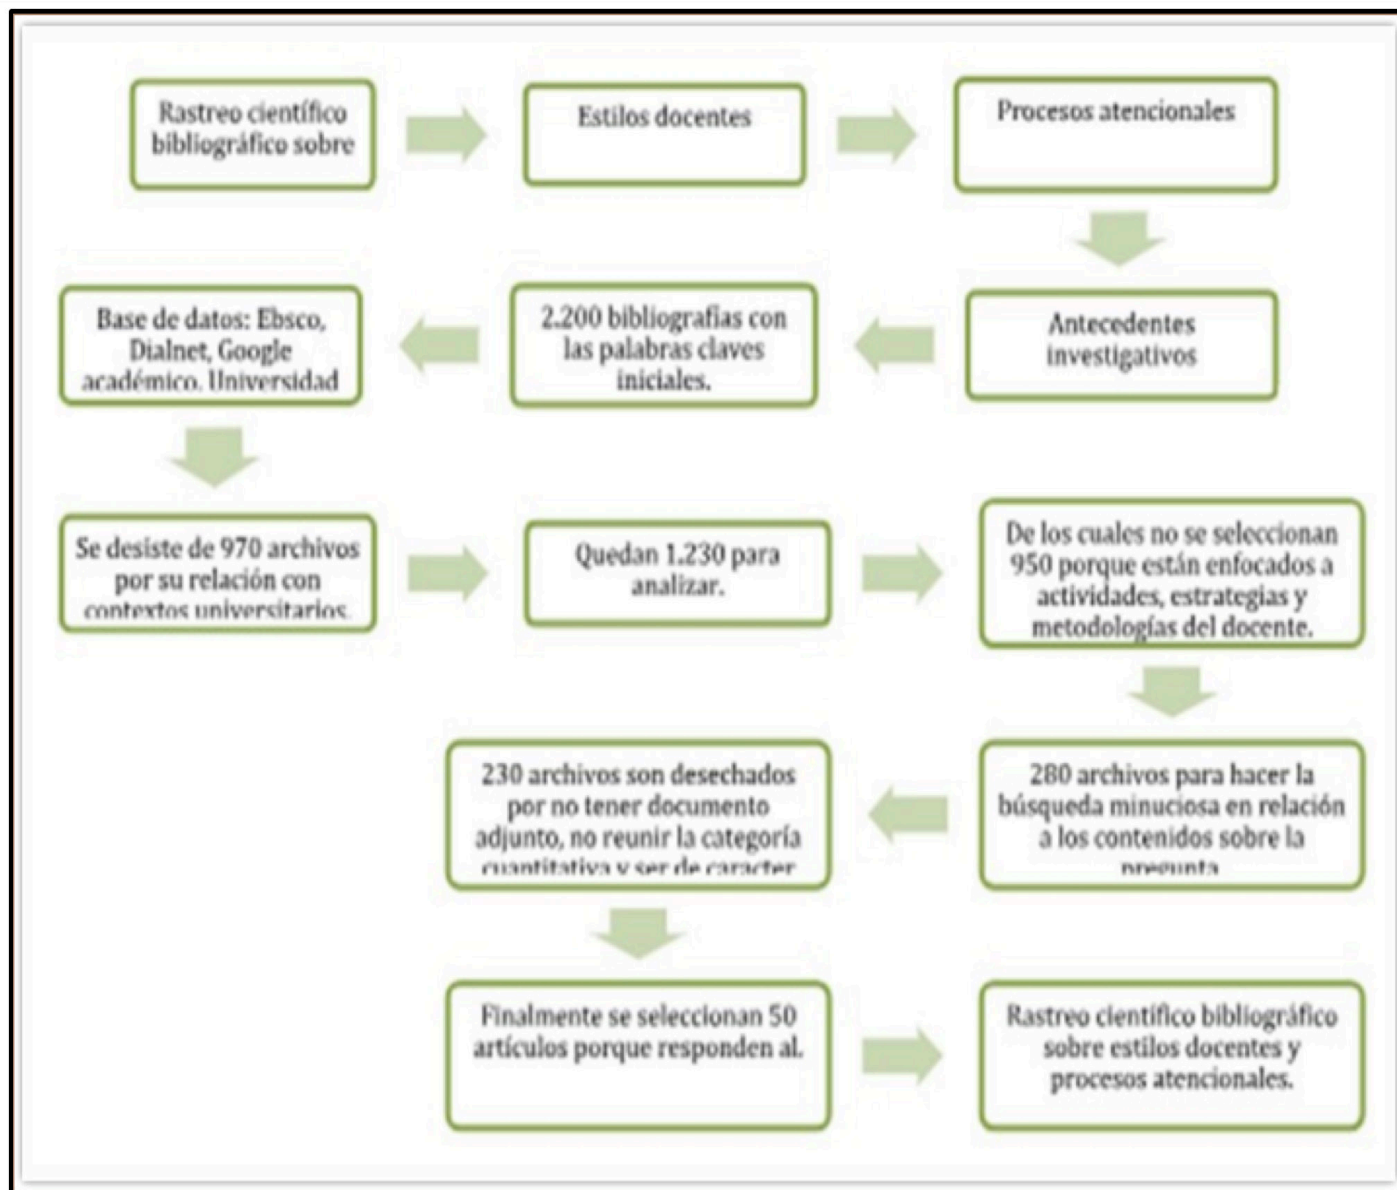 Rastreo científico
bibliográfico sobre
Estilos docentes
Procesos atencionales
Antecedentes
investigativos
2.200 bibliografías con
las palabras claves
iniciales.
Base de datos: Ebsco,
Dialnet, Google
académico. Universidad
Se desiste de 970 archivos
por su relación con
contextos universitarios.
Quedan 1.230 para
analizar.
De los cuales no se seleccionan
950 porque están enfocados a
actividades, estrategias y
metodologías del docente.
280 archivos para hacer la
búsqueda minuciosa en relación
a los contenidos sobre la
pregunta
230 archivos son desechados
por no tener documento
adjunto, no reunir la categoría
cuantitativa y ser de caracter
Finalmente se seleccionan 50
artículos porque responden al.
Rastreo científico bibliográfico
sobre estilos docentes y
procesos atencionales.